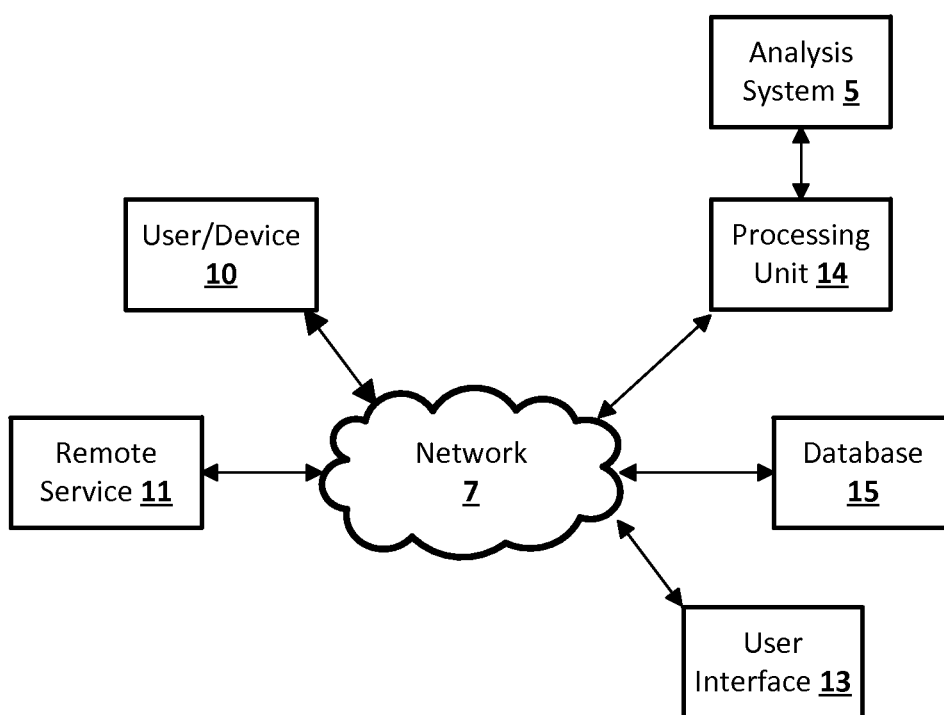 Analysis
System 5
User/Device
10
Processing
Unit 14
Remote
Service 11
Network
7
Database
15
User
Interface 13